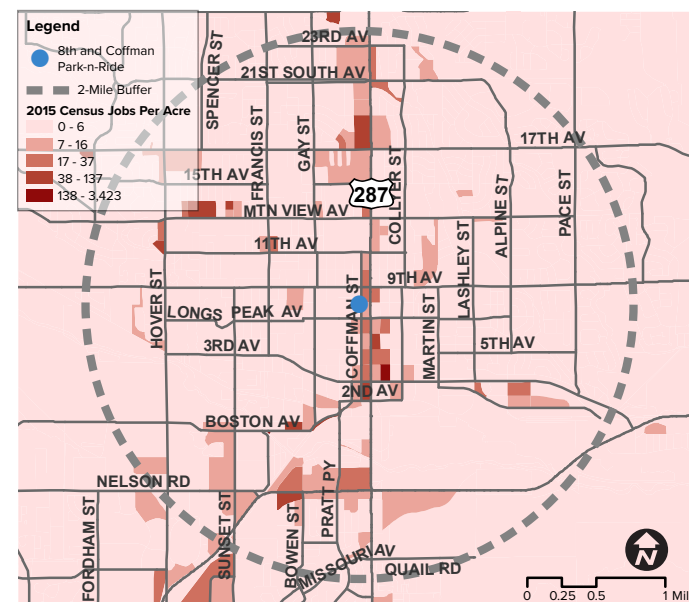 Legend
8th and Coffman
Park-n-Ride
2-Mile Buffer
2015 Census Jobs Per Acre
0 - 6
7 - 16
17 - 37
38 - 137
138 - 3,423
23RD AV
21ST SOUTH AV
SPENCER ST
FRANCIS ST
GAY ST
17TH AV
15TH AV
287
COLLYER ST
MTN VIEW AV
11TH AV
ALPINE ST
PACE ST
LASHLEY ST
9TH AV
HOVER ST
LONGS PEAK AV
COFFMAN ST
MARTIN ST
3RD AV
5TH AV
2ND AV
BOSTON AV
NELSON RD
PRATT PY
FORDHAM ST
SUNSET ST
BOWEN ST
MISSOURI AV
QUAIL RD
N
0 0.25 0.5 1 Mil